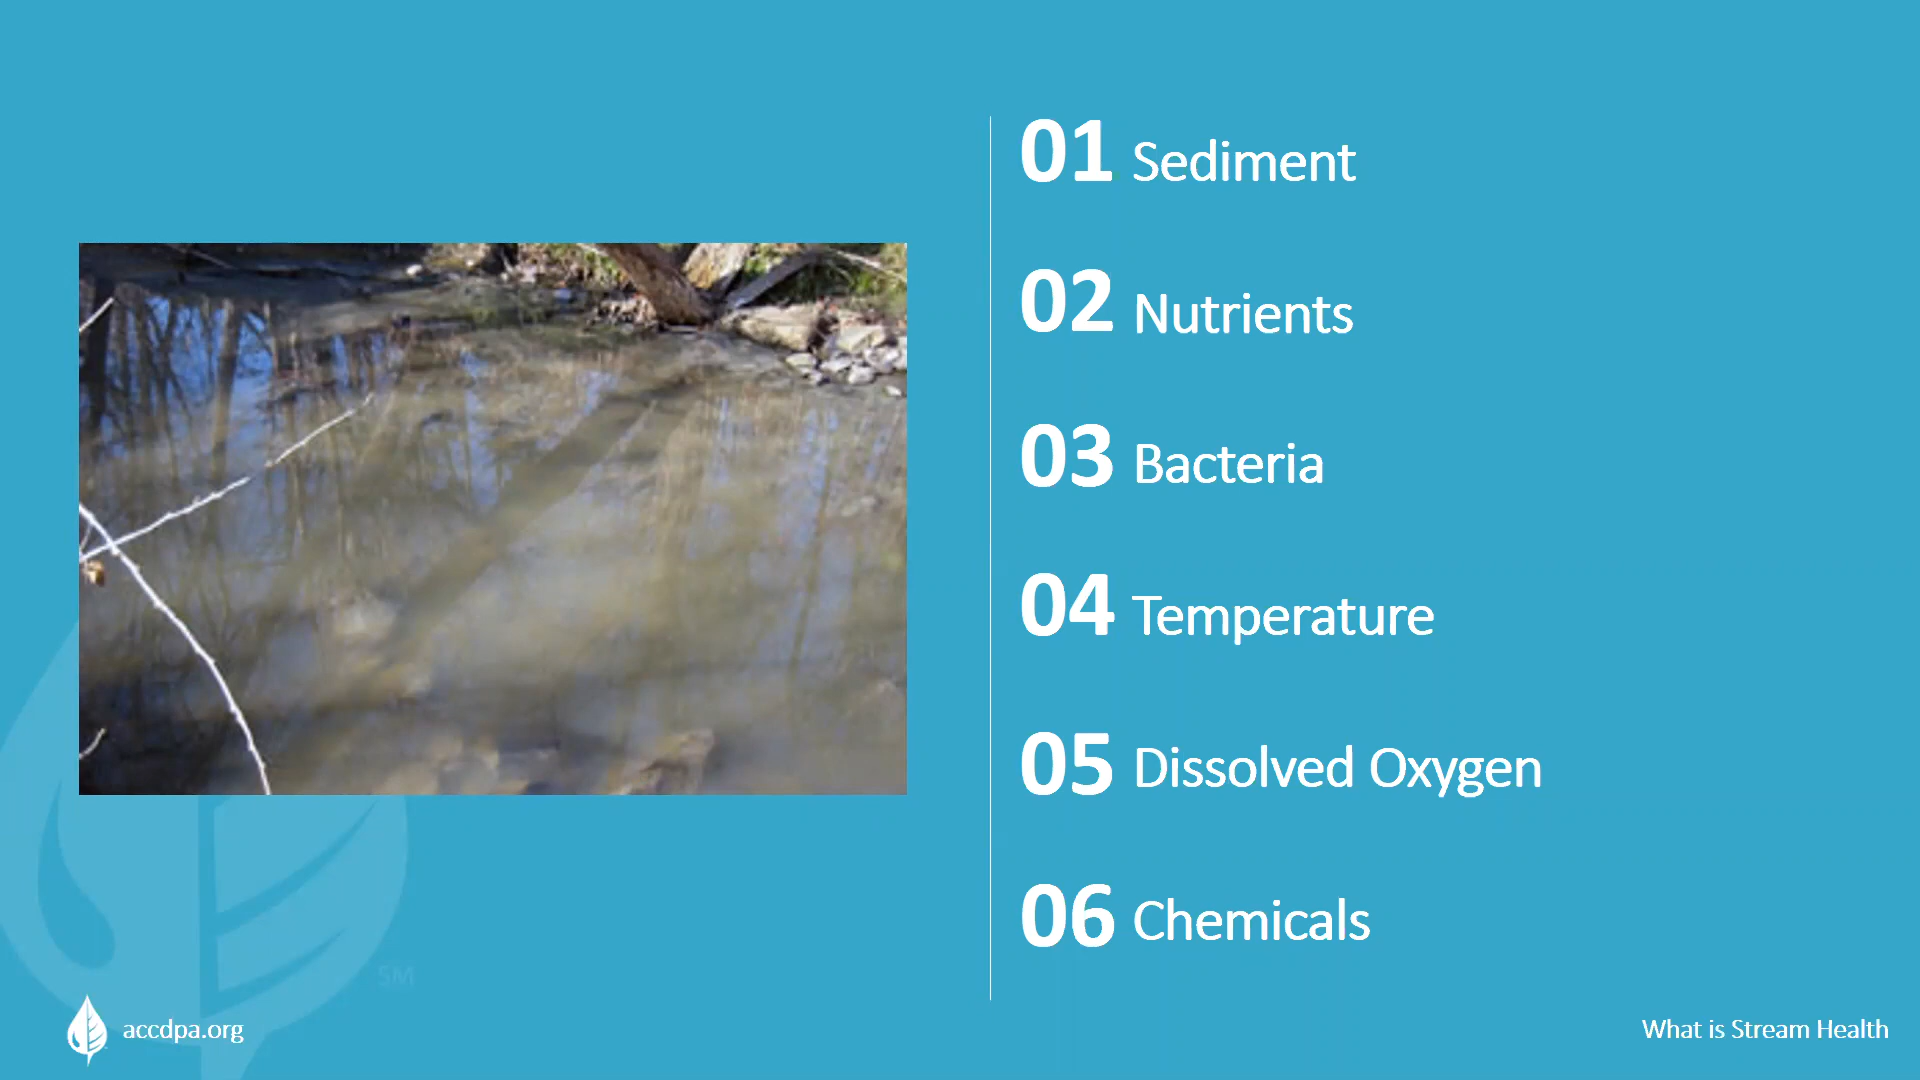 01 Sediment
02 Nutrients
03 Bacteria
04 Temperature
05 Dissolved Oxygen
06 Chemicals
SM
accdpa.org
What is Stream Health